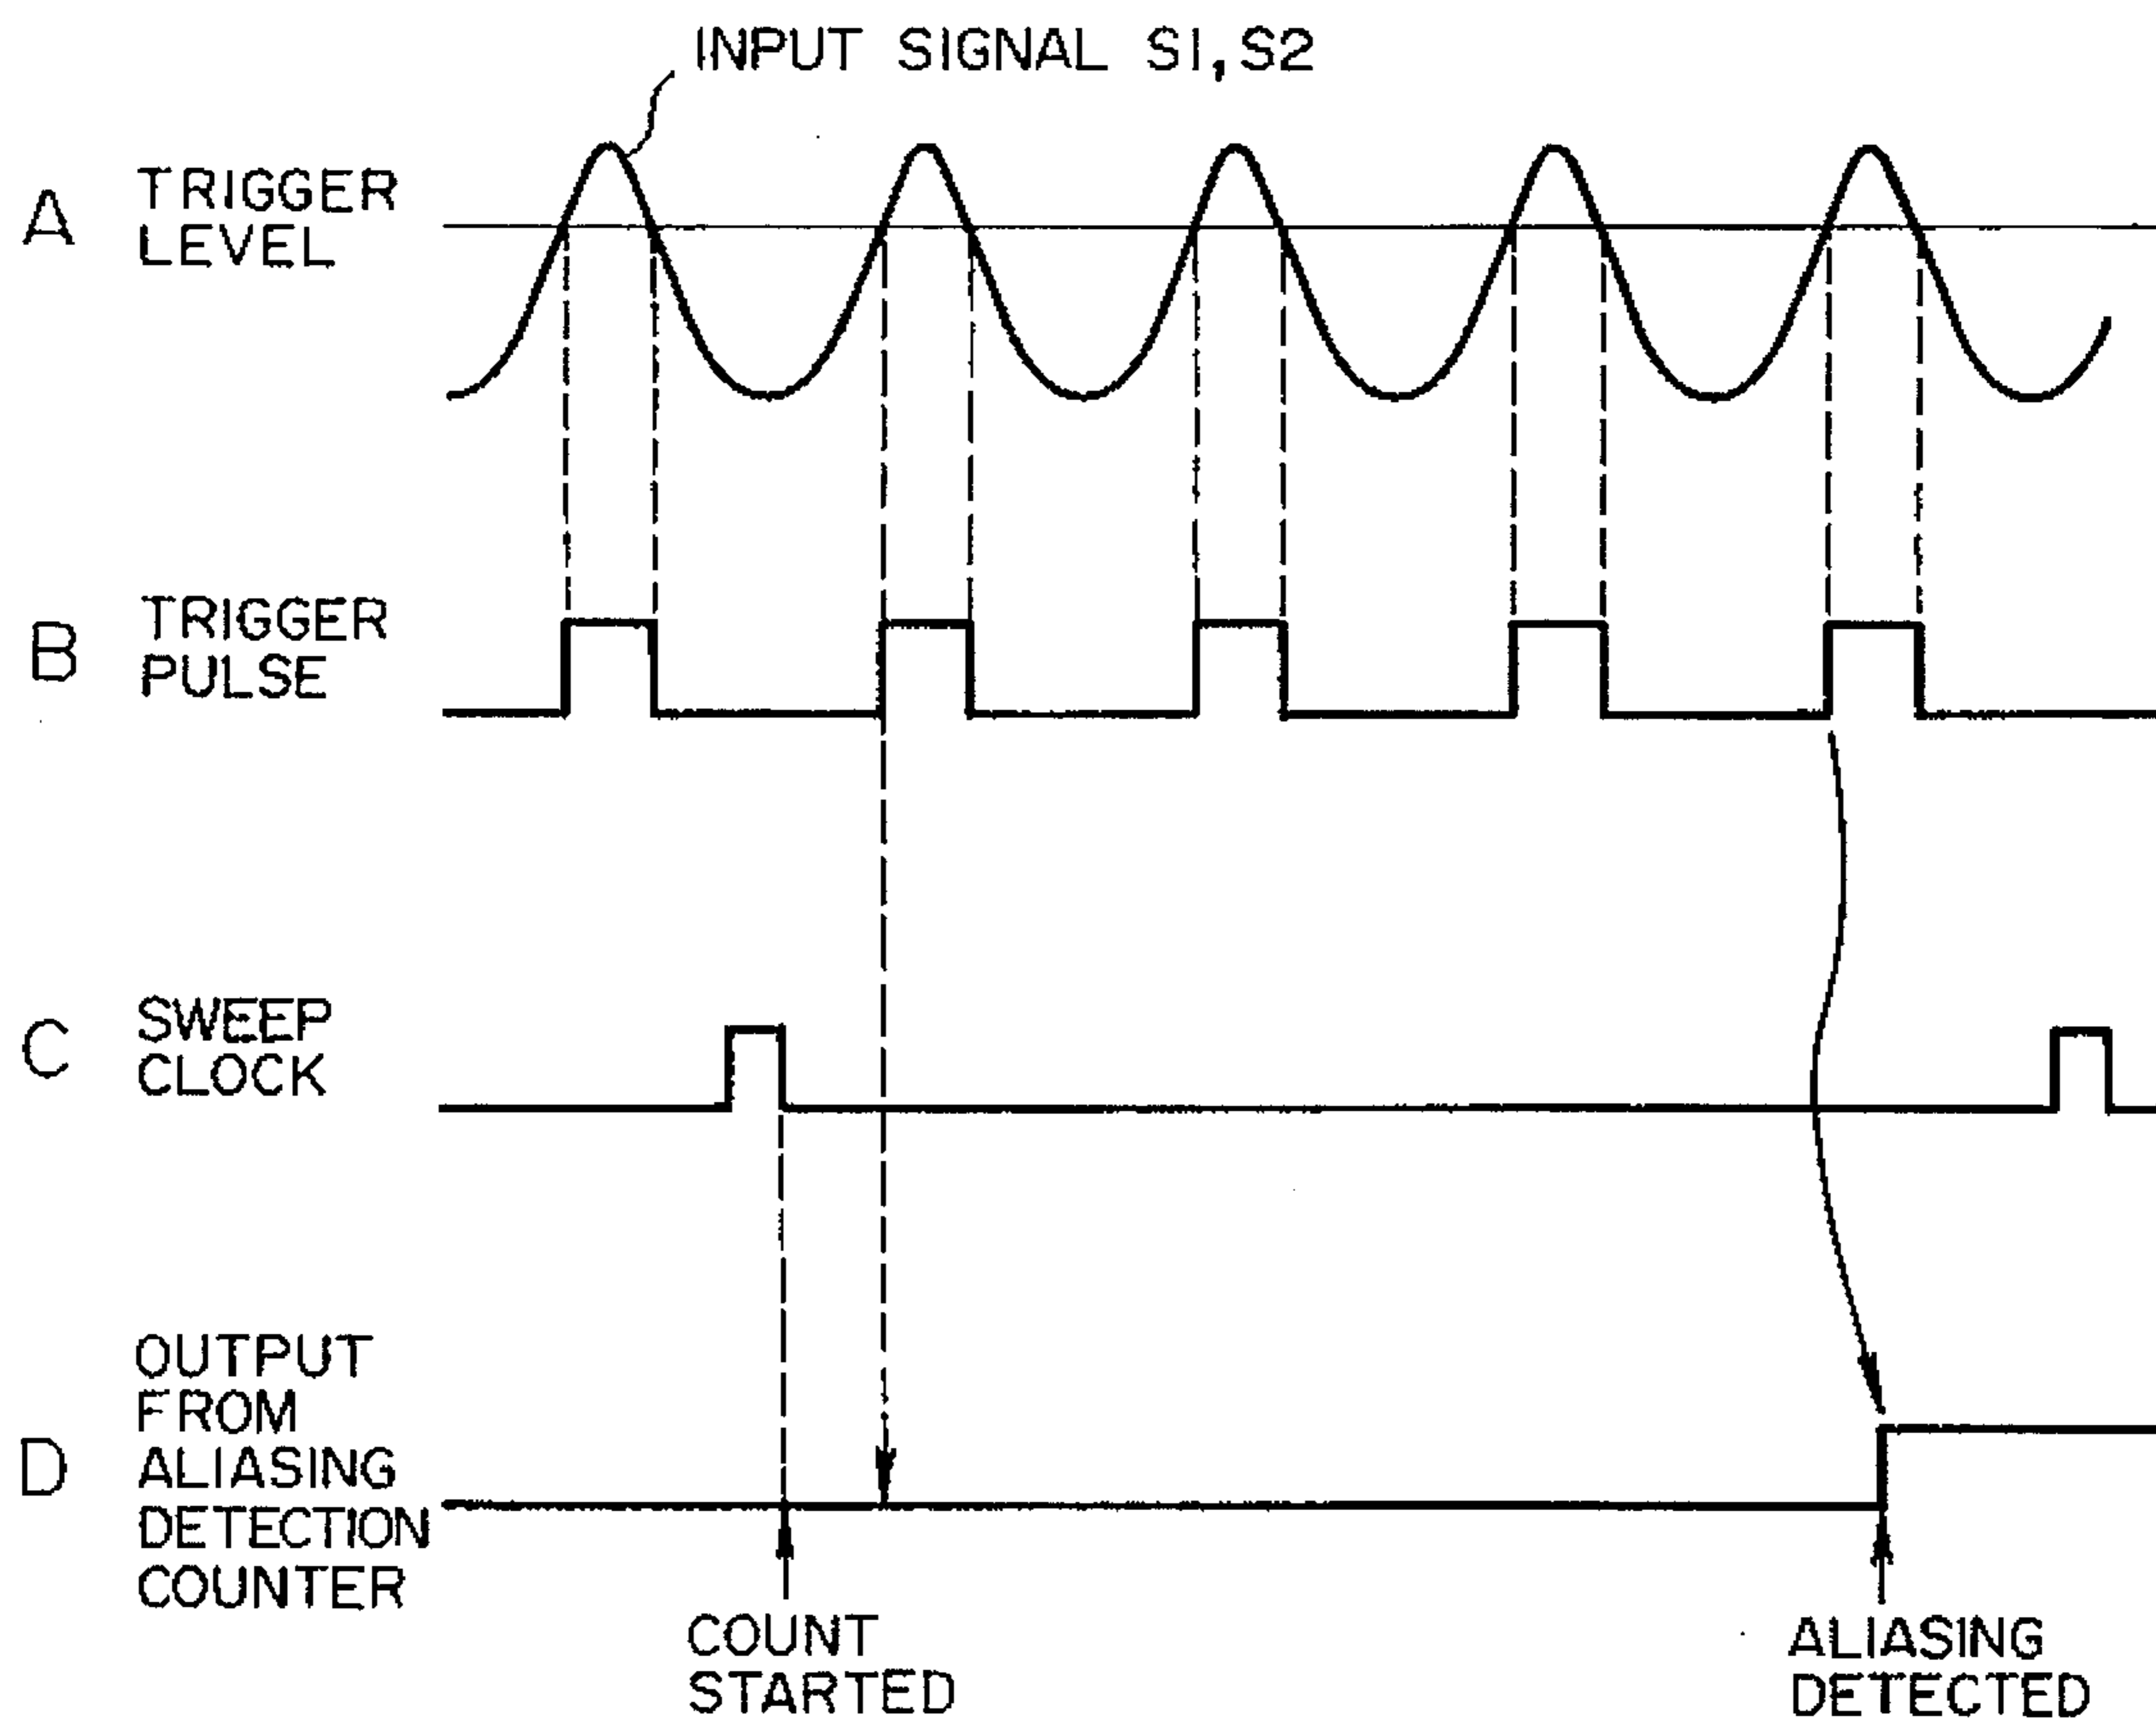 INPUT SIGNAL S1,S2
A
TRIGGER
LEVEL
B
TRIGGER
PULSE
C
SWEEP
CLOCK
D
OUTPUT
FROM
ALIASING
DETECTION
COUNTER
COUNT
STARTED
ALIASING
DETECTED